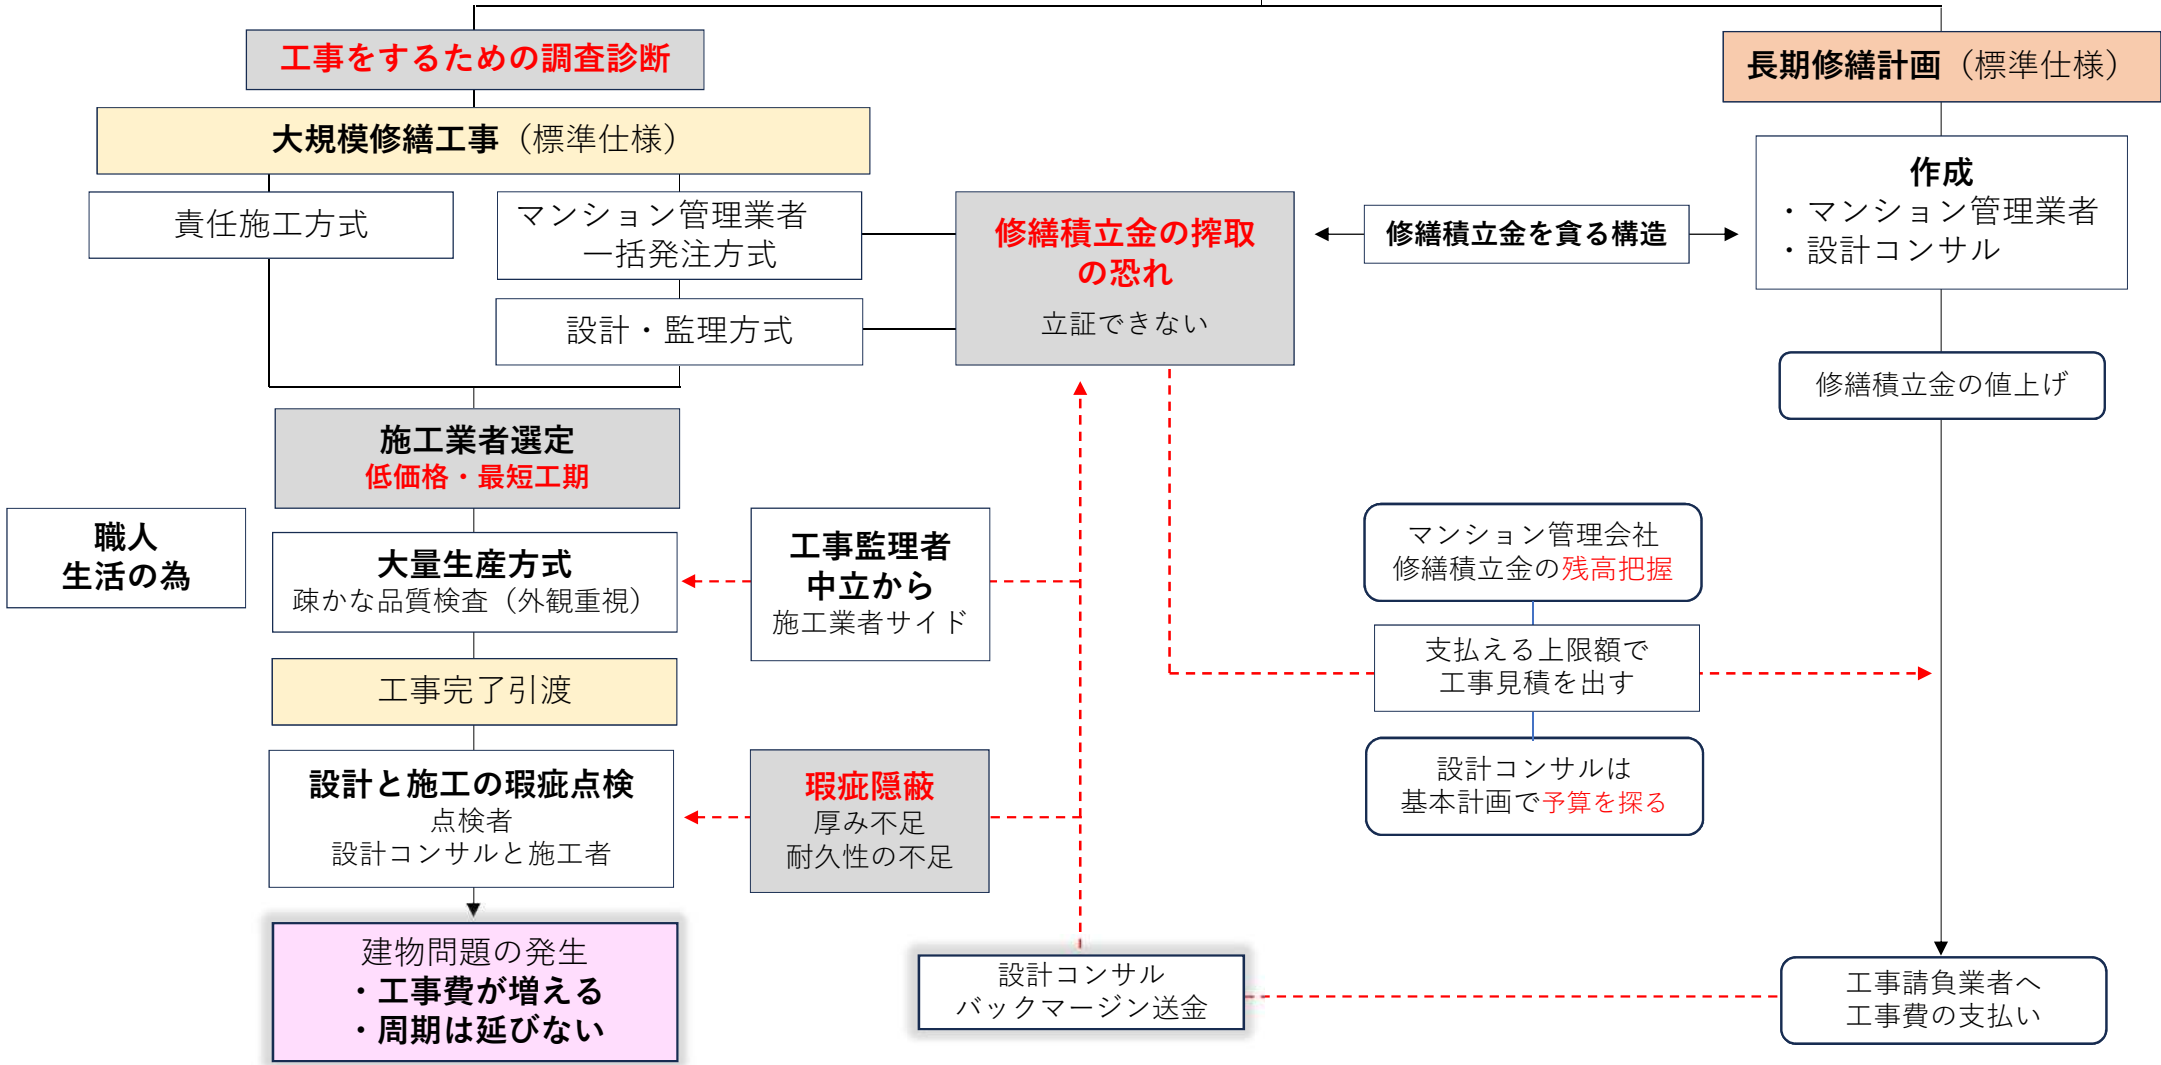 工事をするための調査診断
長期修繕計画（標準仕様）
大規模修繕工事（標準仕様）
責任施工方式
マンション管理業者
一括発注方式
設計・監理方式
修繕積立金の搾取
の恐れ
立証できない
修繕積立金を貪る構造
作成
・マンション管理業者
・設計コンサル
修繕積立金の値上げ
施工業者選定
低価格・最短工期
職人
生活の為
大量生産方式
疎かな品質検査（外観重視）
工事監理者
中立から
施工業者サイド
マンション管理会社
修繕積立金の残高把握
支払える上限額で
工事見積を出す
設計コンサルは
基本計画で予算を探る
工事完了引渡
設計と施工の瑕疵点検
点検者
設計コンサルと施工者
瑕疵隠蔽
厚み不足
耐久性の不足
建物問題の発生
・工事費が増える
・周期は延びない
設計コンサル
バックマージン送金
工事請負業者へ
工事費の支払い